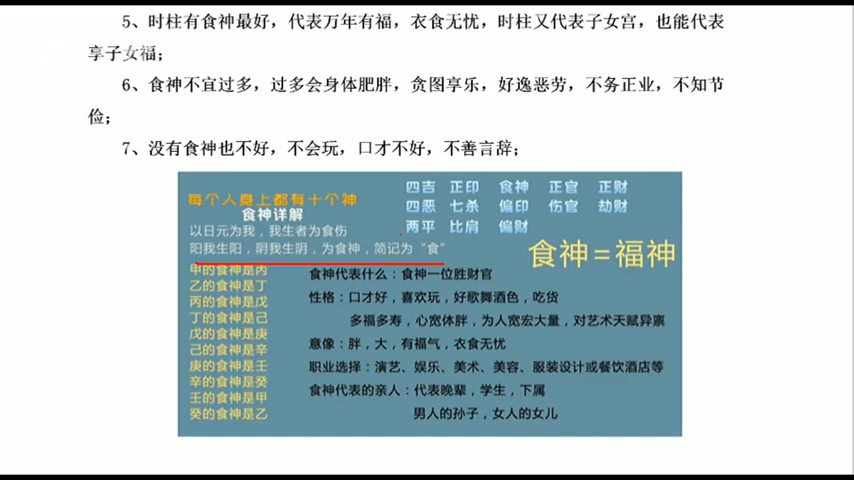 5、时柱有食神最好，代表万年有福，衣食无忧，时柱又代表子女宫，也能代表
享子女福；
6、食神不宜过多，过多会身体肥胖，贪图享乐，好逸恶劳，不务正业，不知节
俭；
7、没有食神也不好，不会玩，口才不好，不善言辞；
每个人身上都有十个神
食神详解
以日元为我，我生者为食伤
阳我生阳，阴我生阴，为食神，简记为“食”
四吉 正印 食神 正官 正财
四恶 七杀 偏印 伤官 劫财
两平 比肩 偏财
食神=福神
甲的食神是丙
乙的食神是丁
丙的食神是戊
丁的食神是己
戊的食神是庚
己的食神是辛
庚的食神是壬
辛的食神是癸
壬的食神是甲
癸的食神是乙
食神代表什么：食神一位胜财官
性格：口才好，喜欢玩，好歌舞酒色，吃货
多福多寿，心宽体胖，为人宽宏大量，对艺术天赋异禀
意像：胖，大，有福气，衣食无忧
职业选择：演艺、娱乐、美术、美容、服装设计或餐饮酒店等
食神代表的亲人：代表晚辈，学生，下属
男人的孙子，女人的女儿